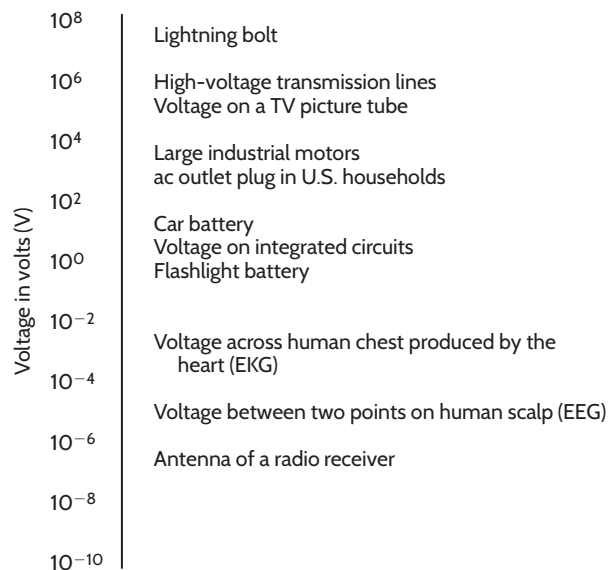 10⁸
Lightning bolt
10⁶
High-voltage transmission lines
Voltage on a TV picture tube
10⁴
Large industrial motors
ac outlet plug in U.S. households
10²
Car battery
Voltage on integrated circuits
10⁰
Flashlight battery
10⁻²
Voltage across human chest produced by the
heart (EKG)
10⁻⁴
Voltage between two points on human scalp (EEG)
10⁻⁶
Antenna of a radio receiver
10⁻⁸
10⁻¹⁰
Voltage in volts (V)